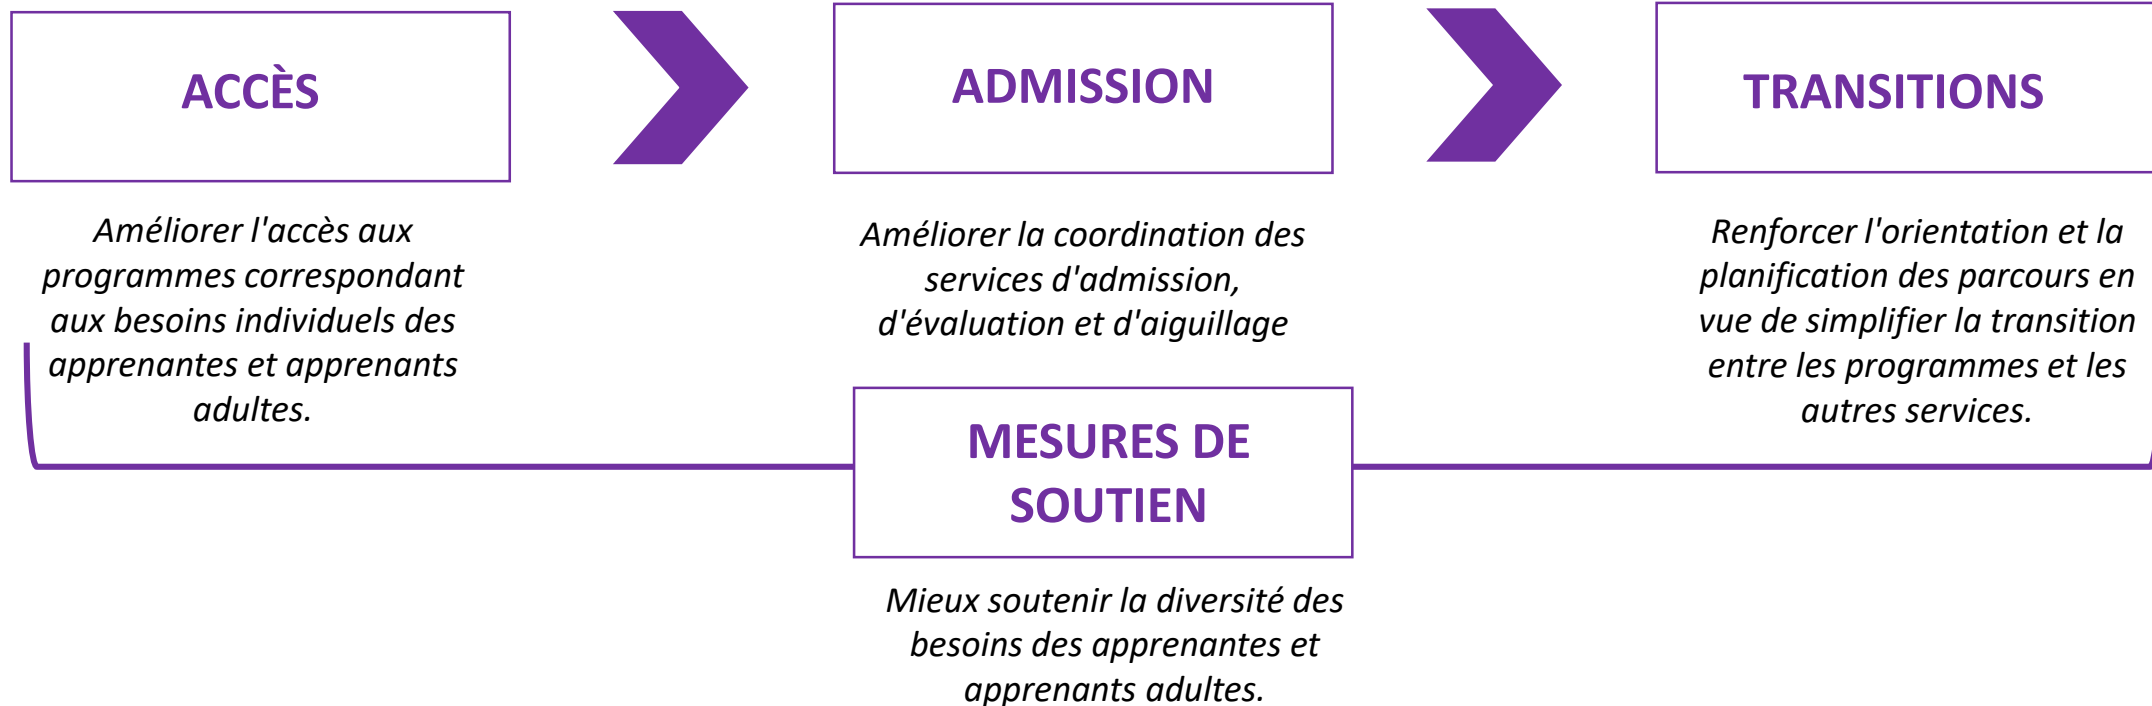 ACCÈS
Améliorer l'accès aux
programmes correspondant
aux besoins individuels des
apprenantes et apprenants
adultes.
ADMISSION
Améliorer la coordination des
services d'admission,
d'évaluation et d'aiguillage
TRANSITIONS
Renforcer l'orientation et la
planification des parcours en
vue de simplifier la transition
entre les programmes et les
autres services.
MESURES DE
SOUTIEN
Mieux soutenir la diversité des
besoins des apprenantes et
apprenants adultes.